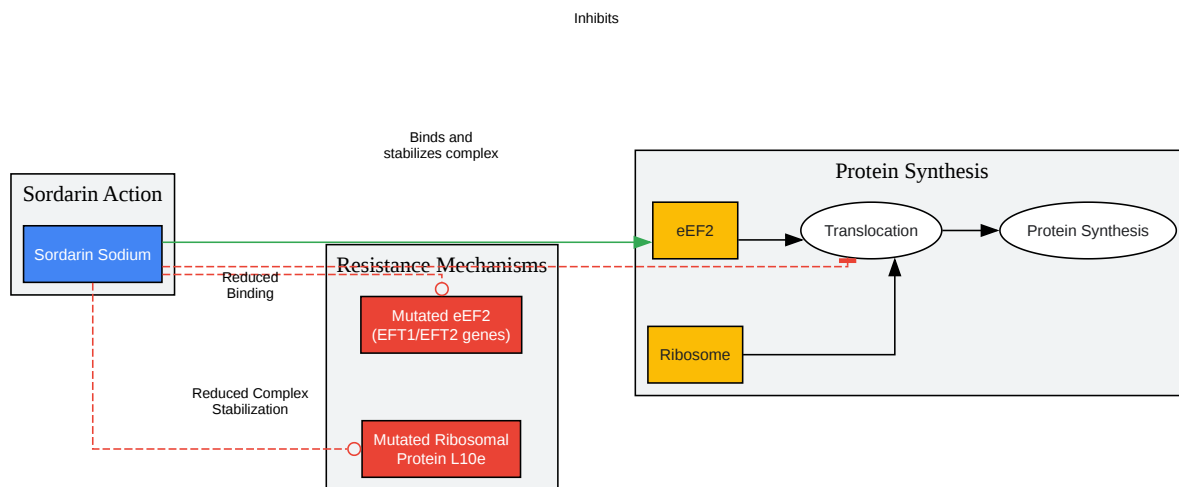 Inhibits
Binds and
stabilizes complex
Sordarin Action
Sordarin Sodium
Protein Synthesis
eEF2
Translocation
Protein Synthesis
Ribosome
Resistance Mechanisms
Reduced
Binding
Mutated eEF2
(EFT1/EFT2 genes)
Reduced Complex
Stabilization
Mutated Ribosomal
Protein L10e